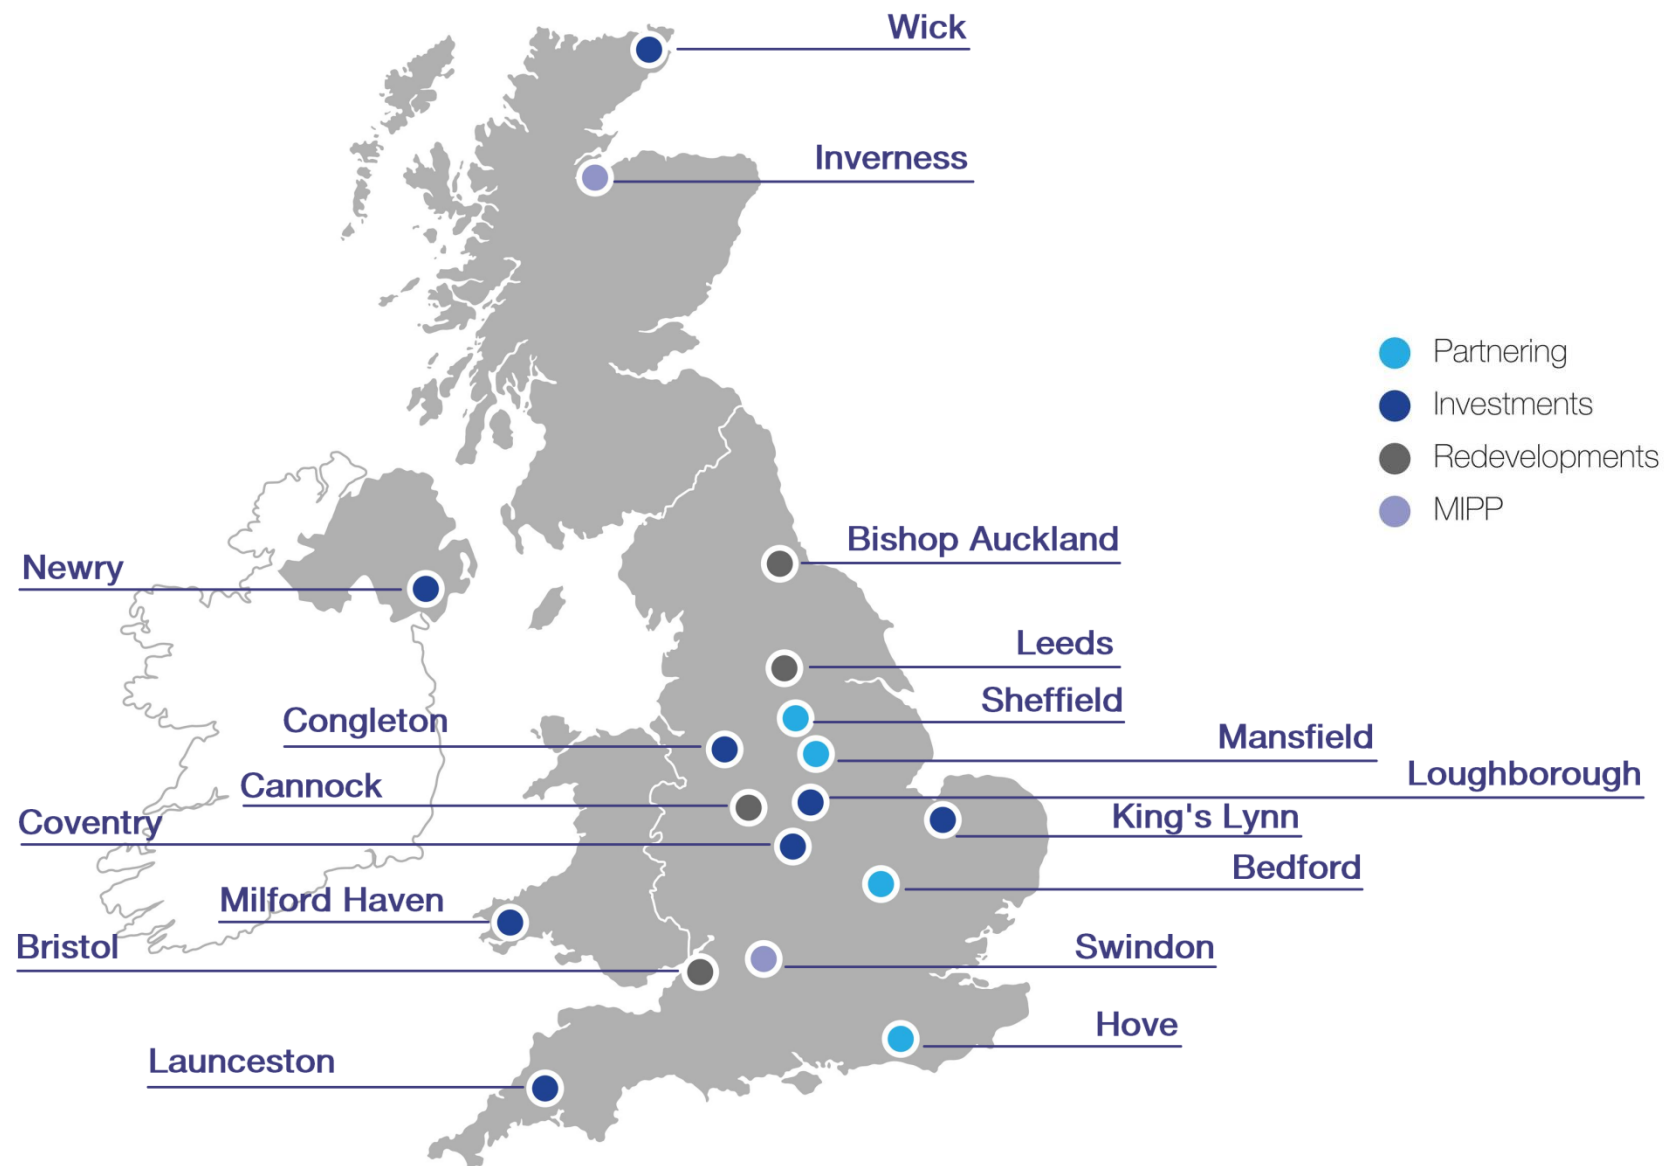 Wick
Inverness
Partnering
Investments
Redevelopments
MIPP
Bishop Auckland
Newry
Leeds
Sheffield
Congleton
Mansfield
Loughborough
Cannock
King's Lynn
Coventry
Bedford
Milford Haven
Bristol
Swindon
Hove
Launceston